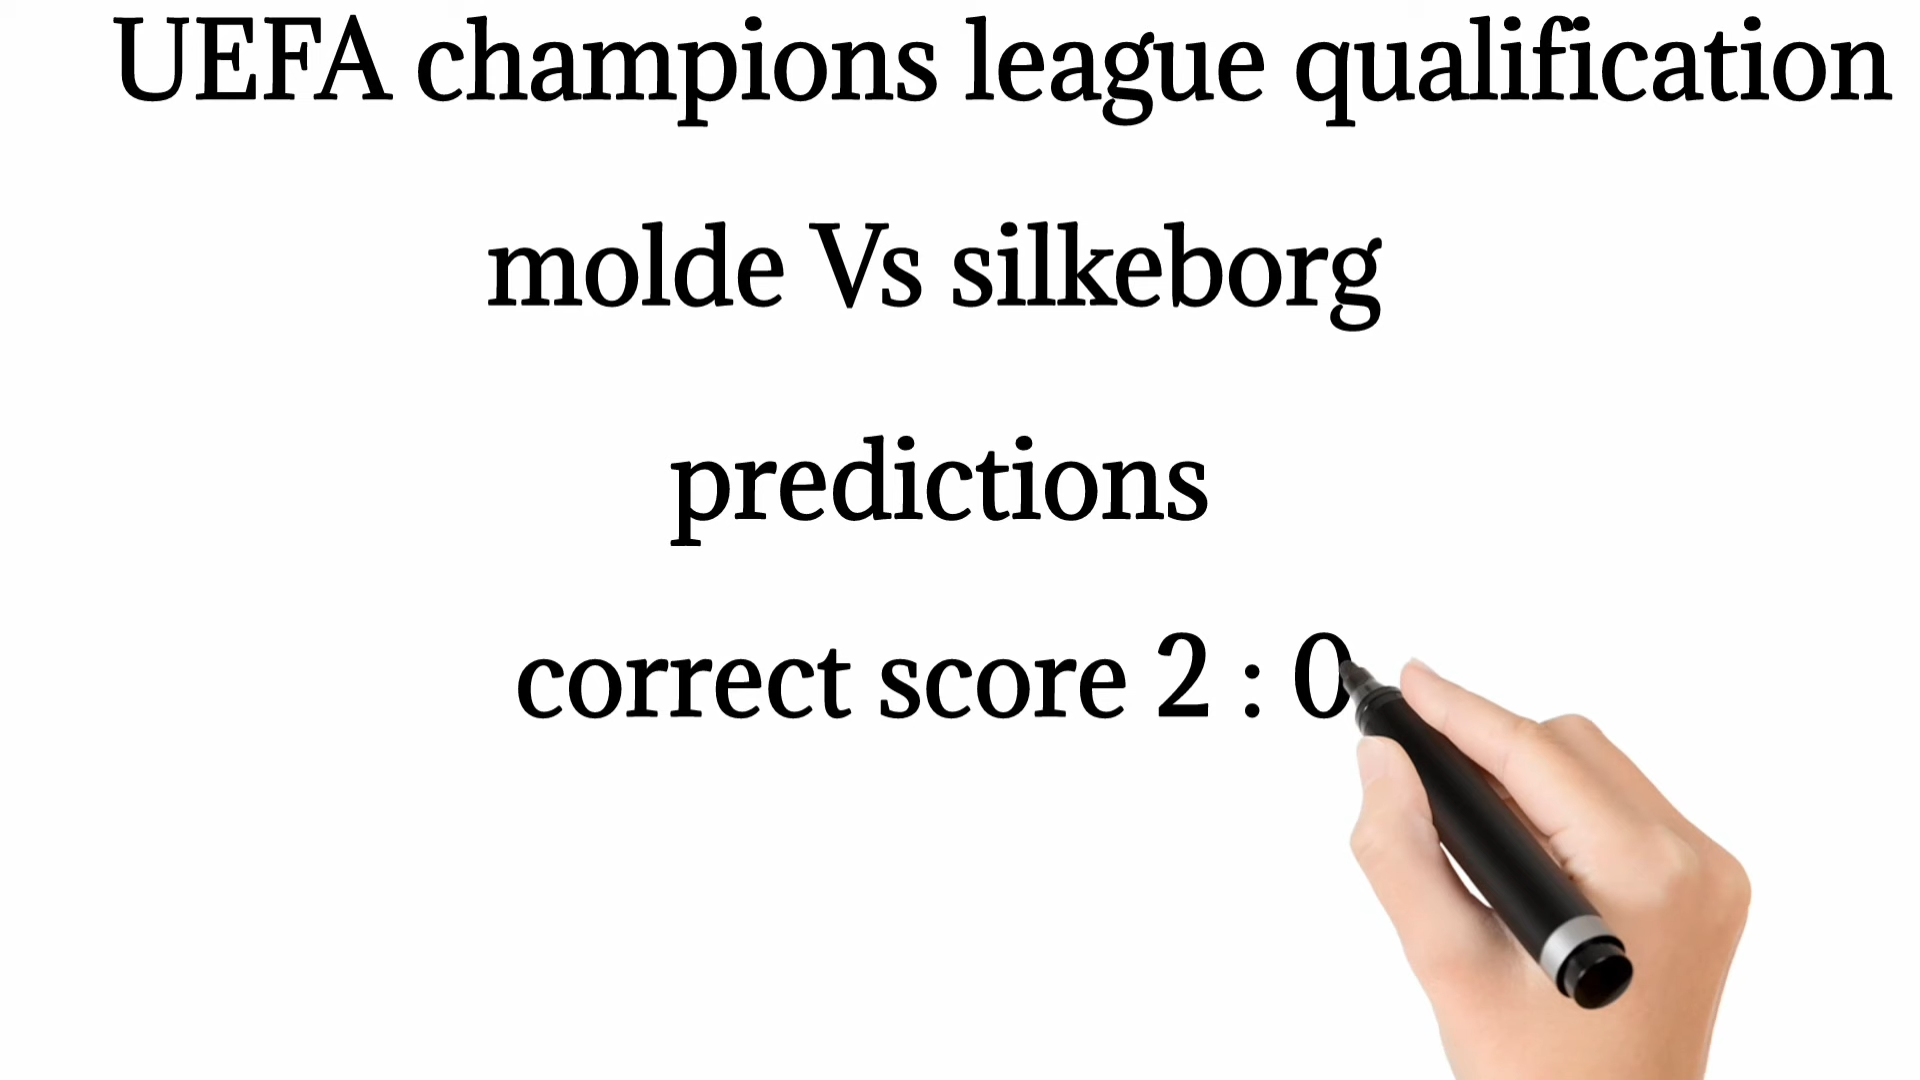 UEFA champions league qualification
molde Vs silkeborg
predictions
correct score 2 : 0